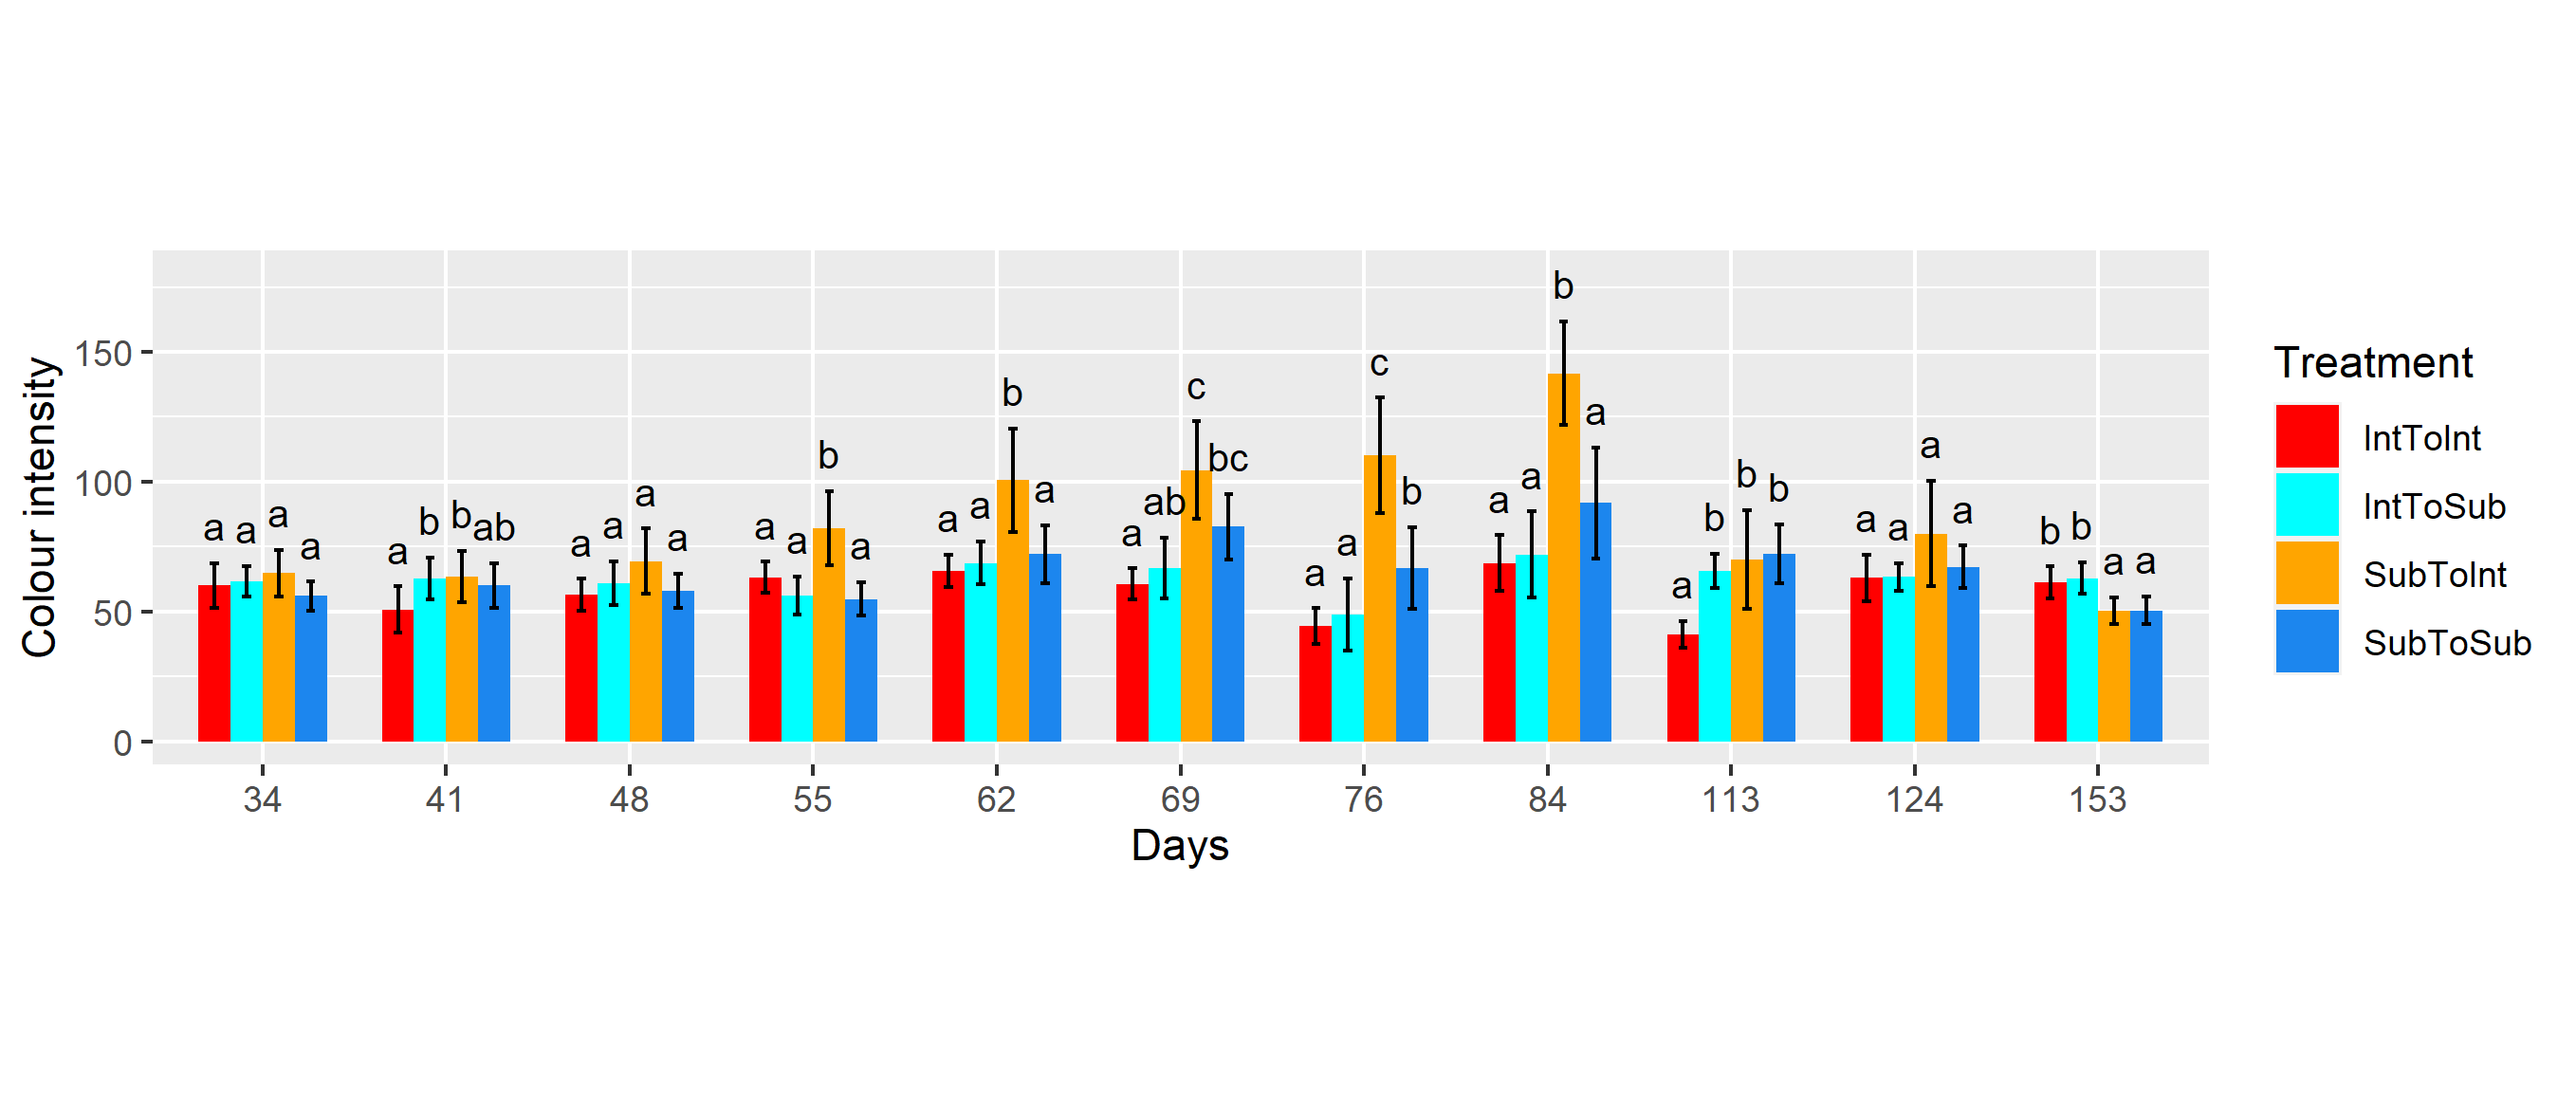 Colour intensity
150
100
50
0
a a a a
a b b ab
a a a a
a a b a
a a b a
a ab c bc
a a c b
a a b a
a b b b
a a a a
b b a a
34 41 48 55 62 69 76 84 113 124 153
Days
Treatment
IntToInt
IntToSub
SubToInt
SubToSub